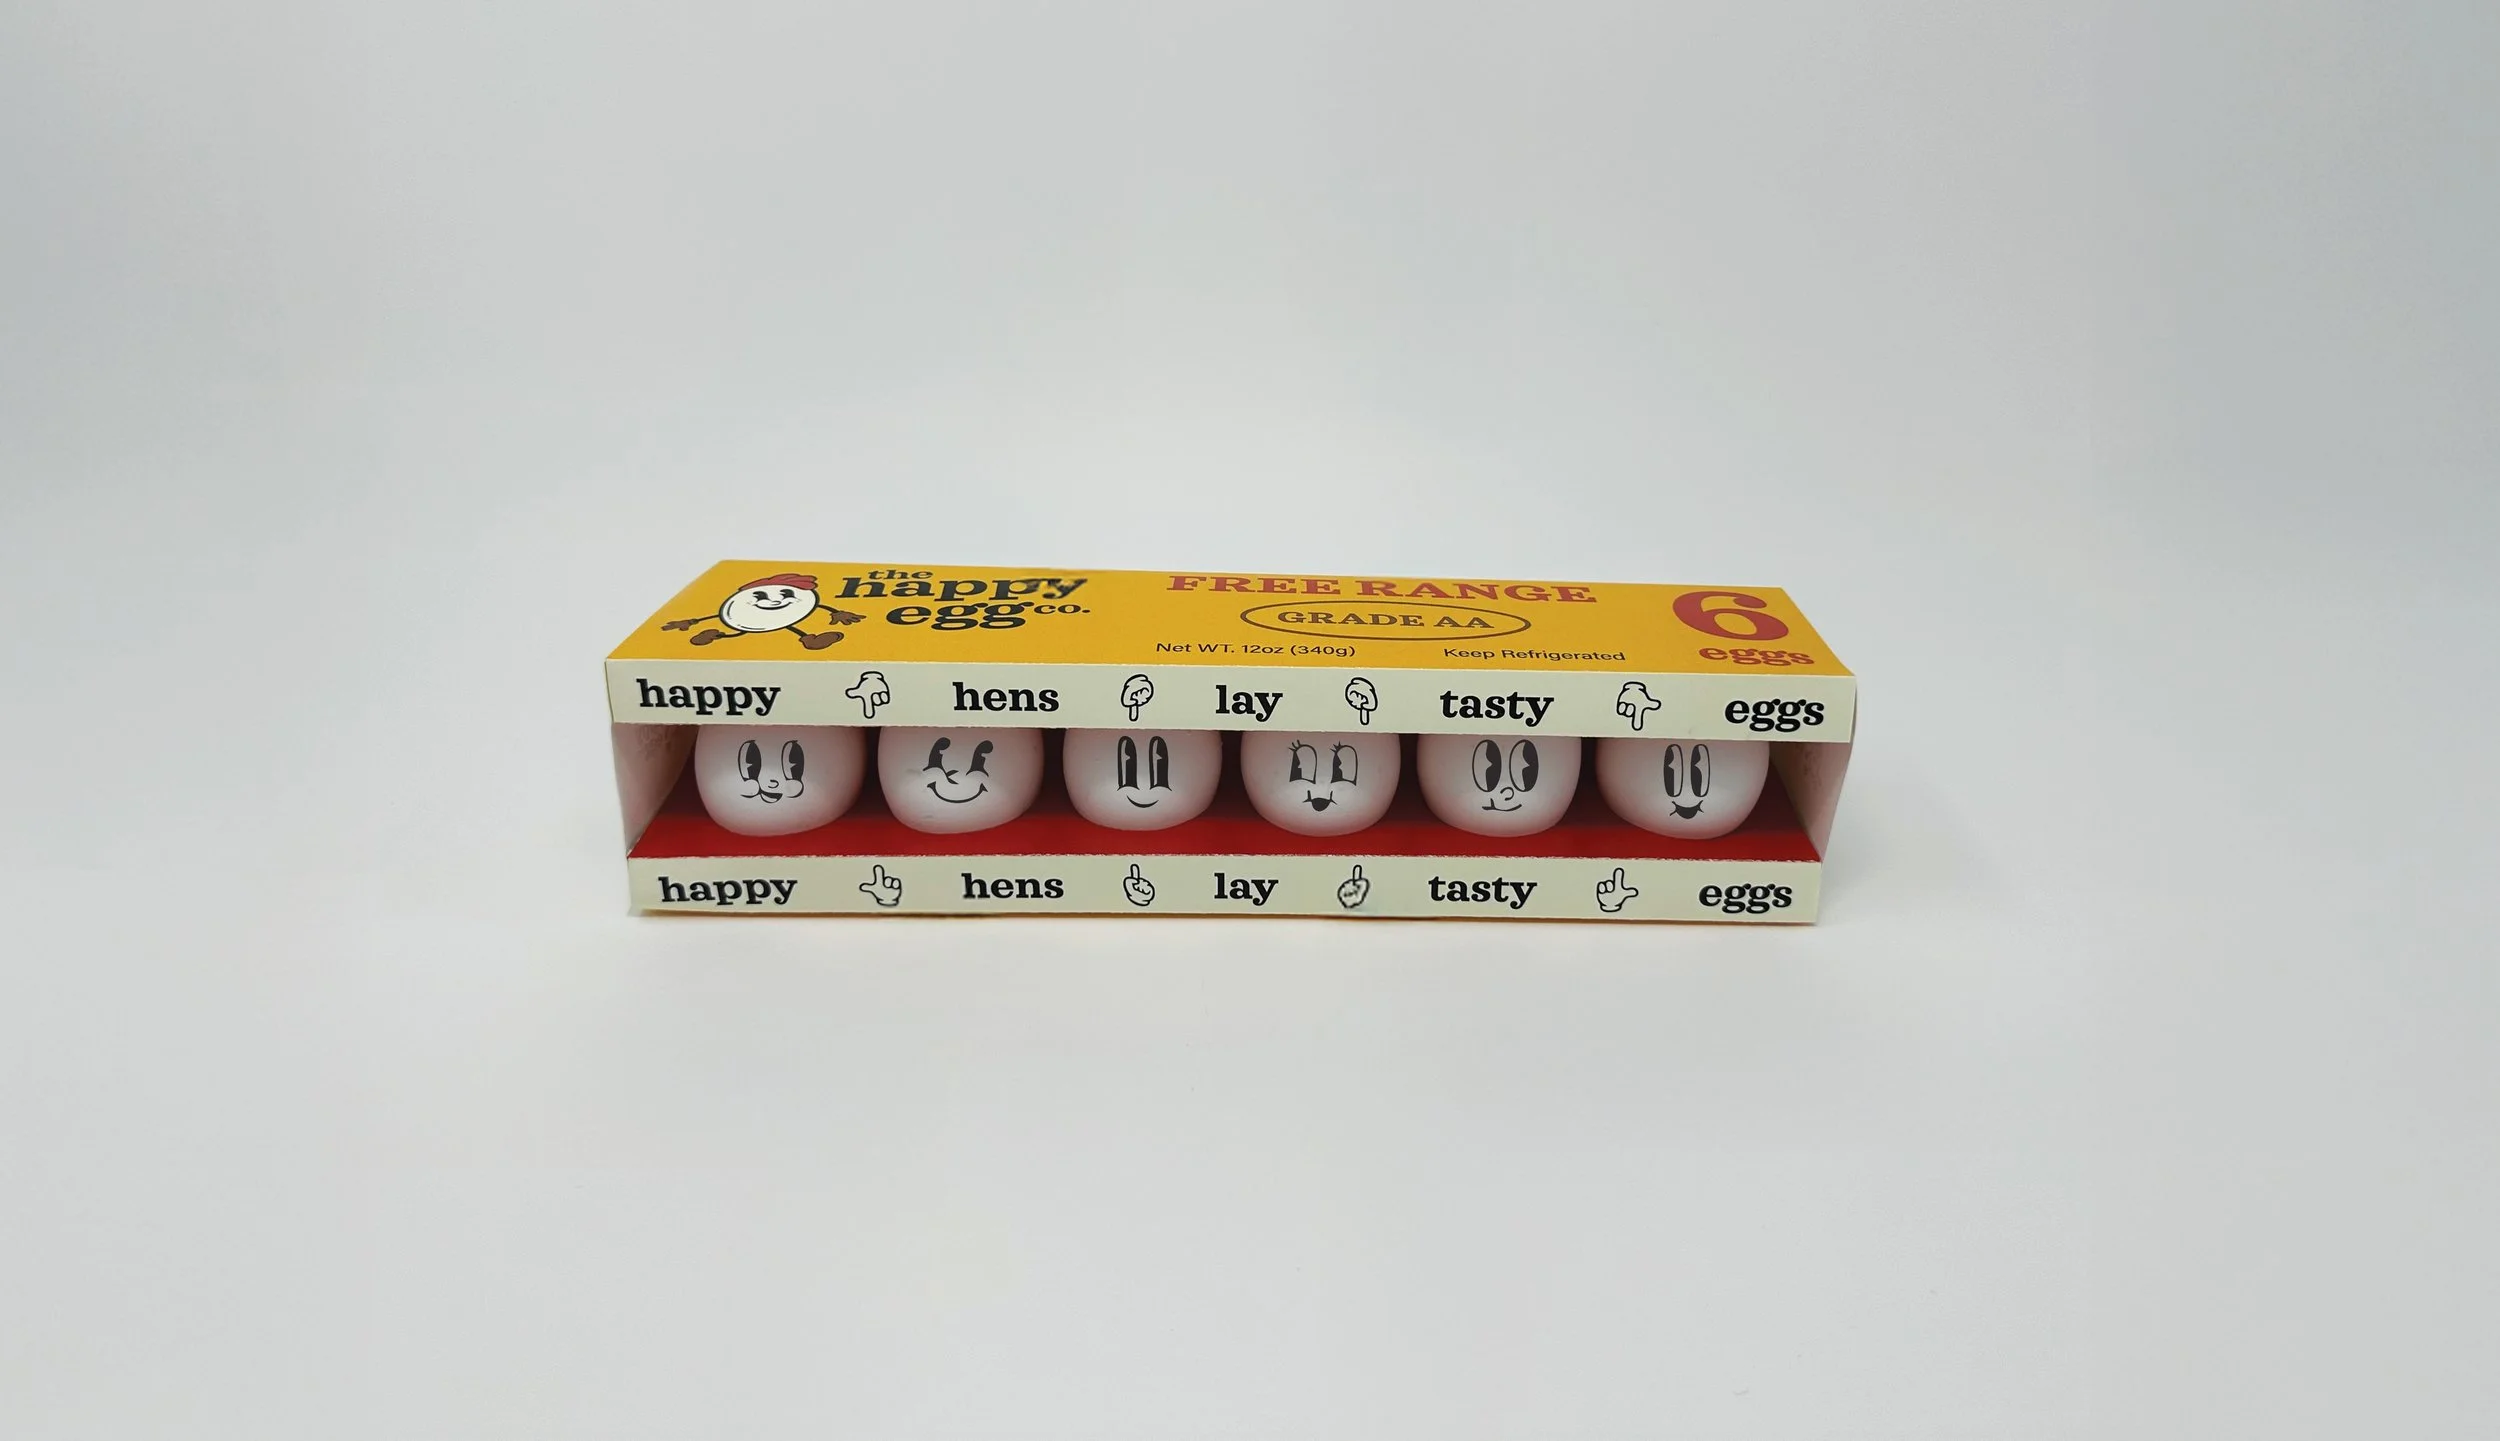 the
happy
egg co.
FREE RANGE
GRADE AA
Net WT. 12oz (340g)
Keep Refrigerated
6
eggs
happy hens lay tasty eggs
happy hens lay tasty eggs